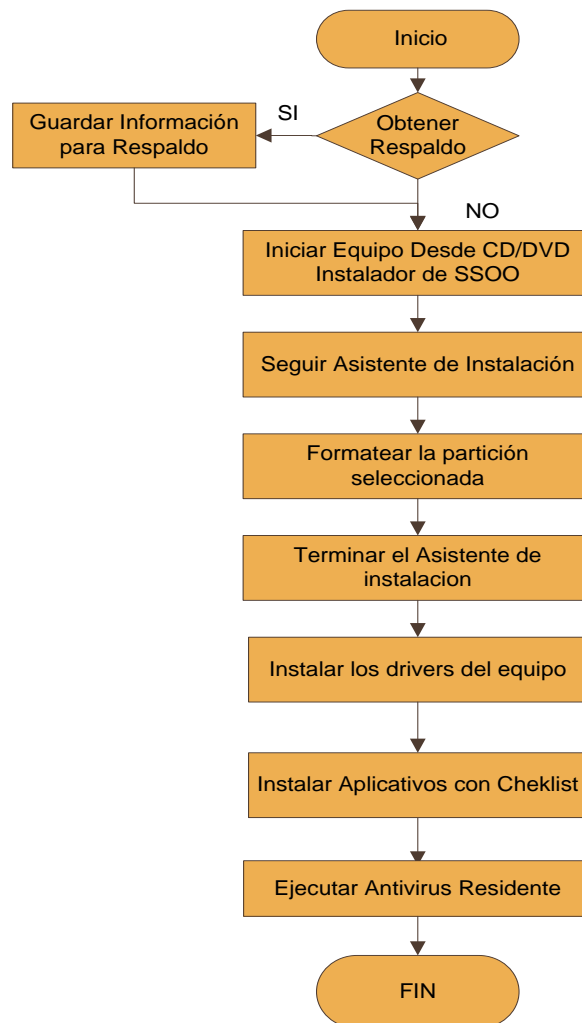 Inicio
SI
Guardar Información
para Respaldo
Obtener
Respaldo
NO
Iniciar Equipo Desde CD/DVD
Instalador de SSOO
Seguir Asistente de Instalación
Formatear la partición
seleccionada
Terminar el Asistente de
instalacion
Instalar los drivers del equipo
Instalar Aplicativos con Cheklist
Ejecutar Antivirus Residente
FIN